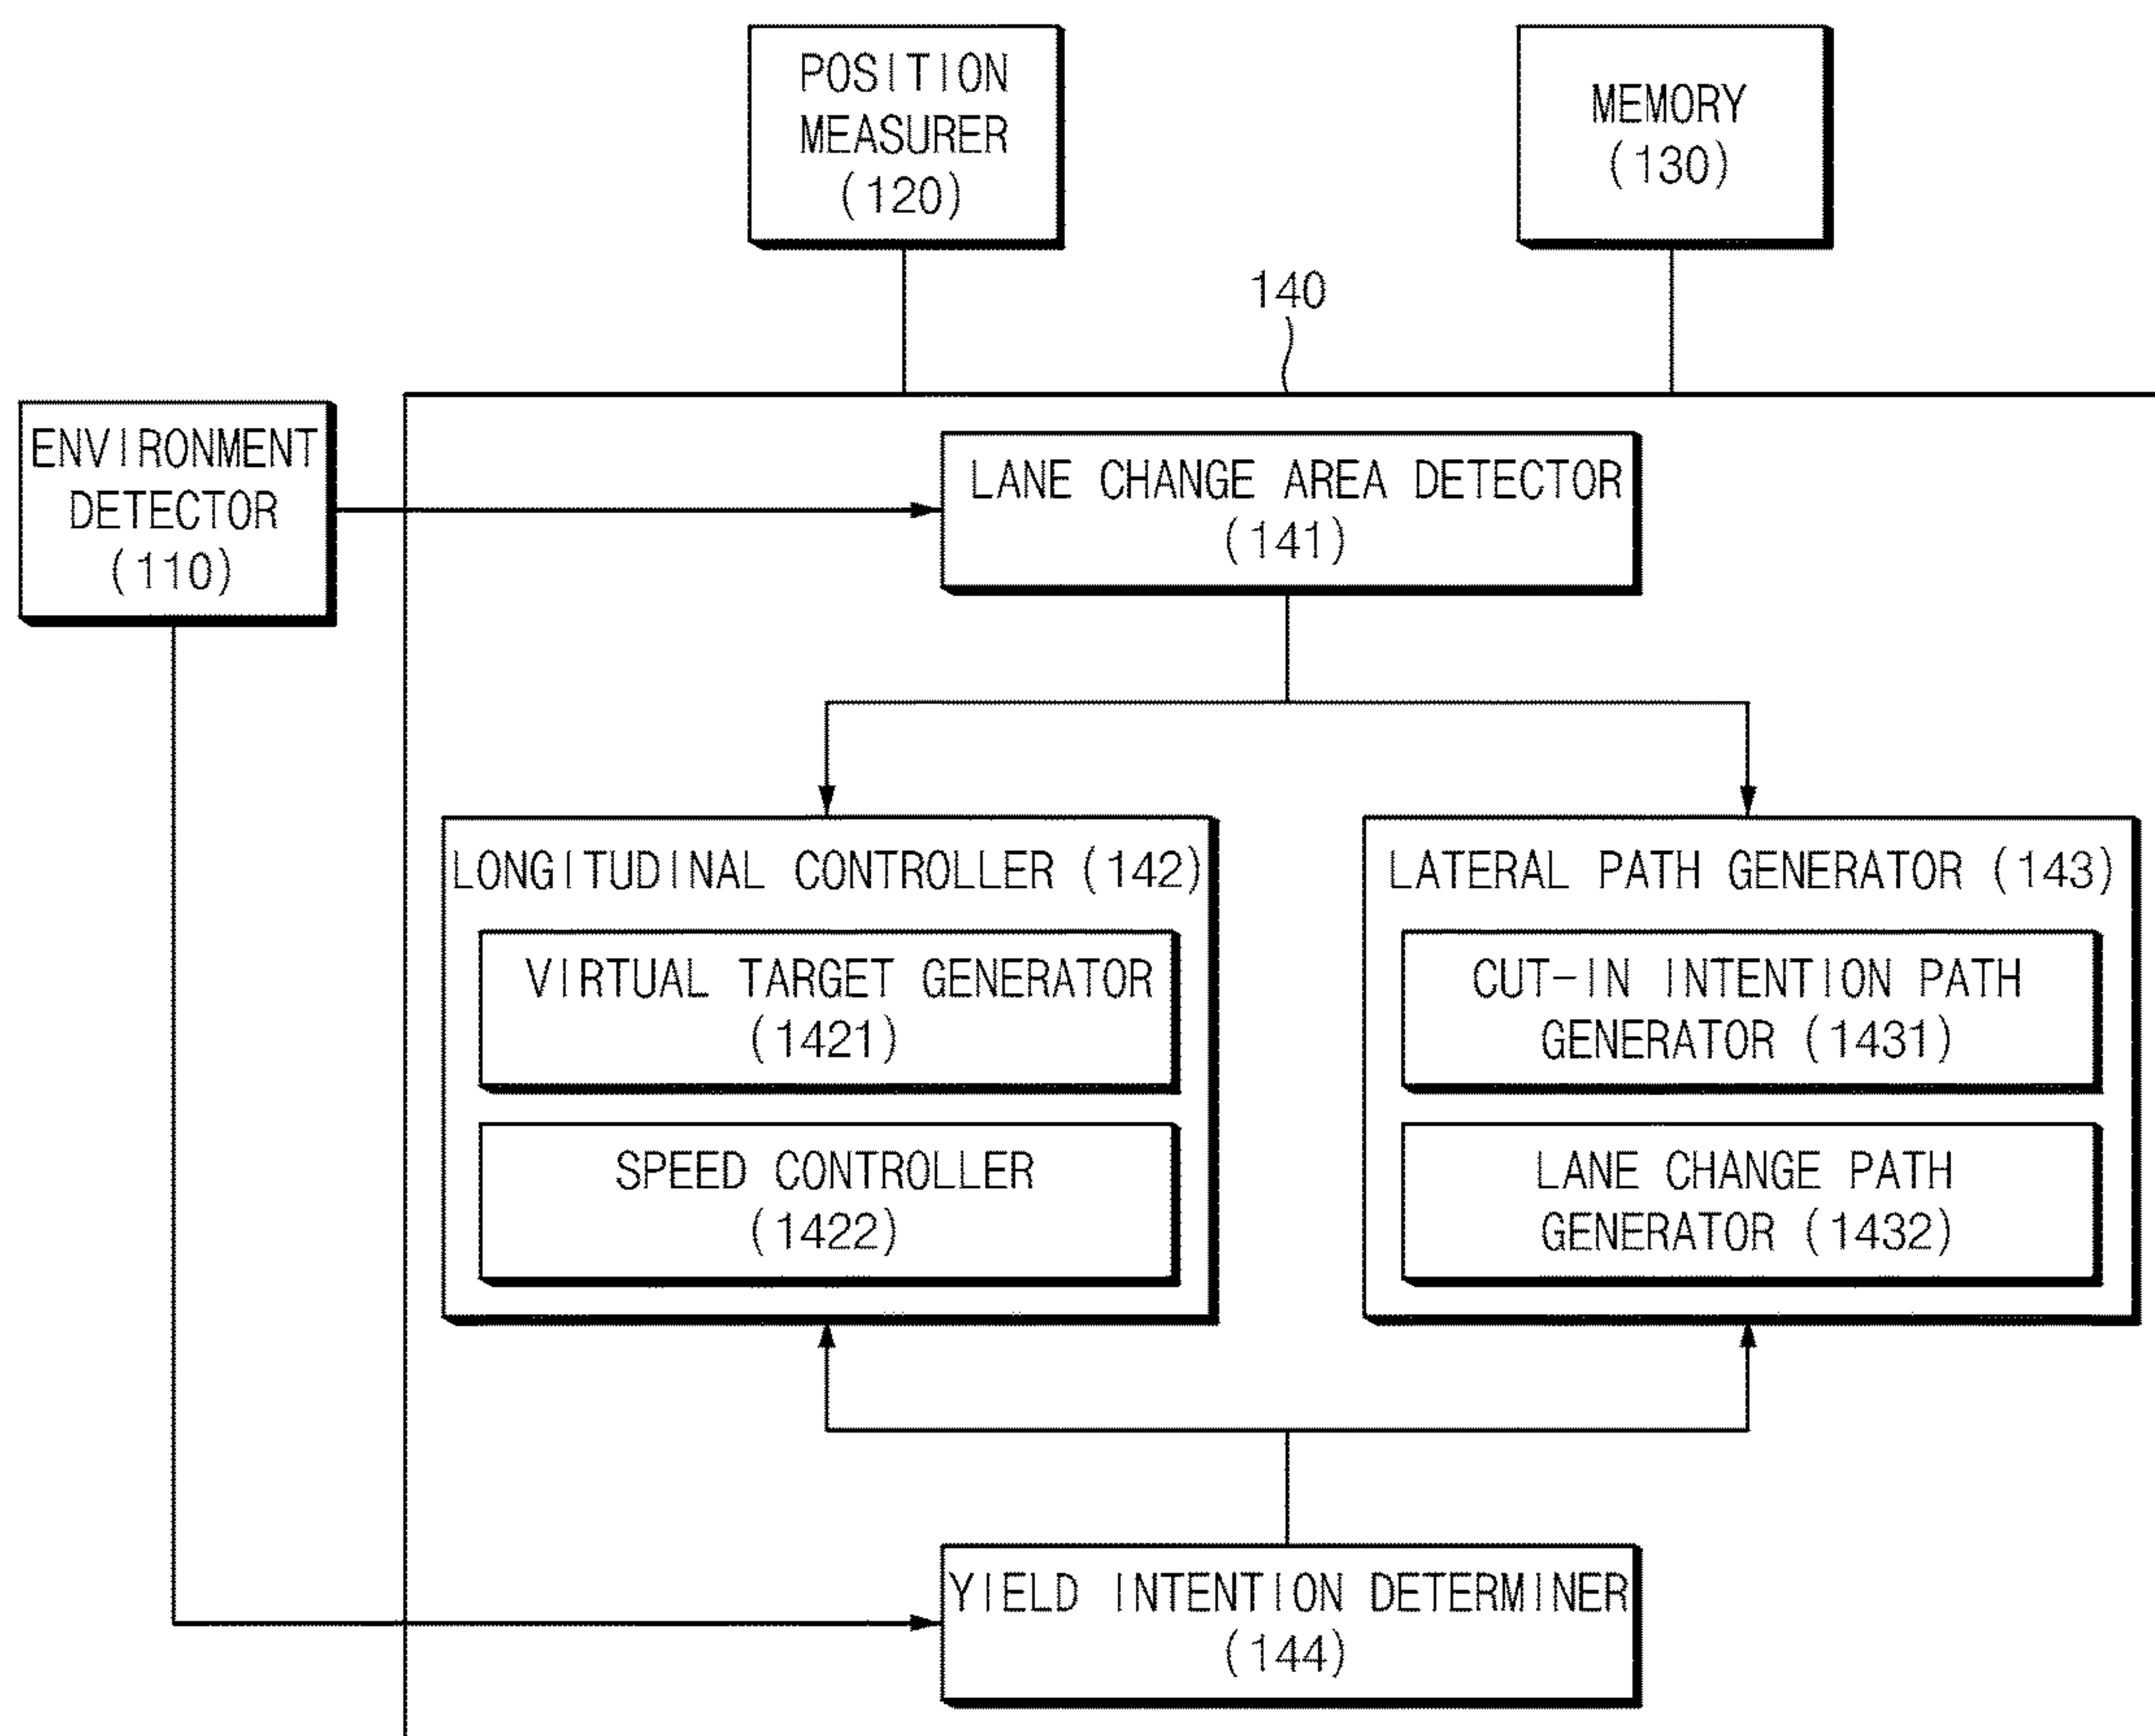 POSITION
MEASURER
(120)
MEMORY
(130)
140
ENVIRONMENT
DETECTOR
(110)
LANE CHANGE AREA DETECTOR
(141)
LONGITUDINAL CONTROLLER (142)
VIRTUAL TARGET GENERATOR
(1421)
SPEED CONTROLLER
(1422)
LATERAL PATH GENERATOR (143)
CUT-IN INTENTION PATH
GENERATOR (1431)
LANE CHANGE PATH
GENERATOR (1432)
YIELD INTENTION DETERMINER
(144)